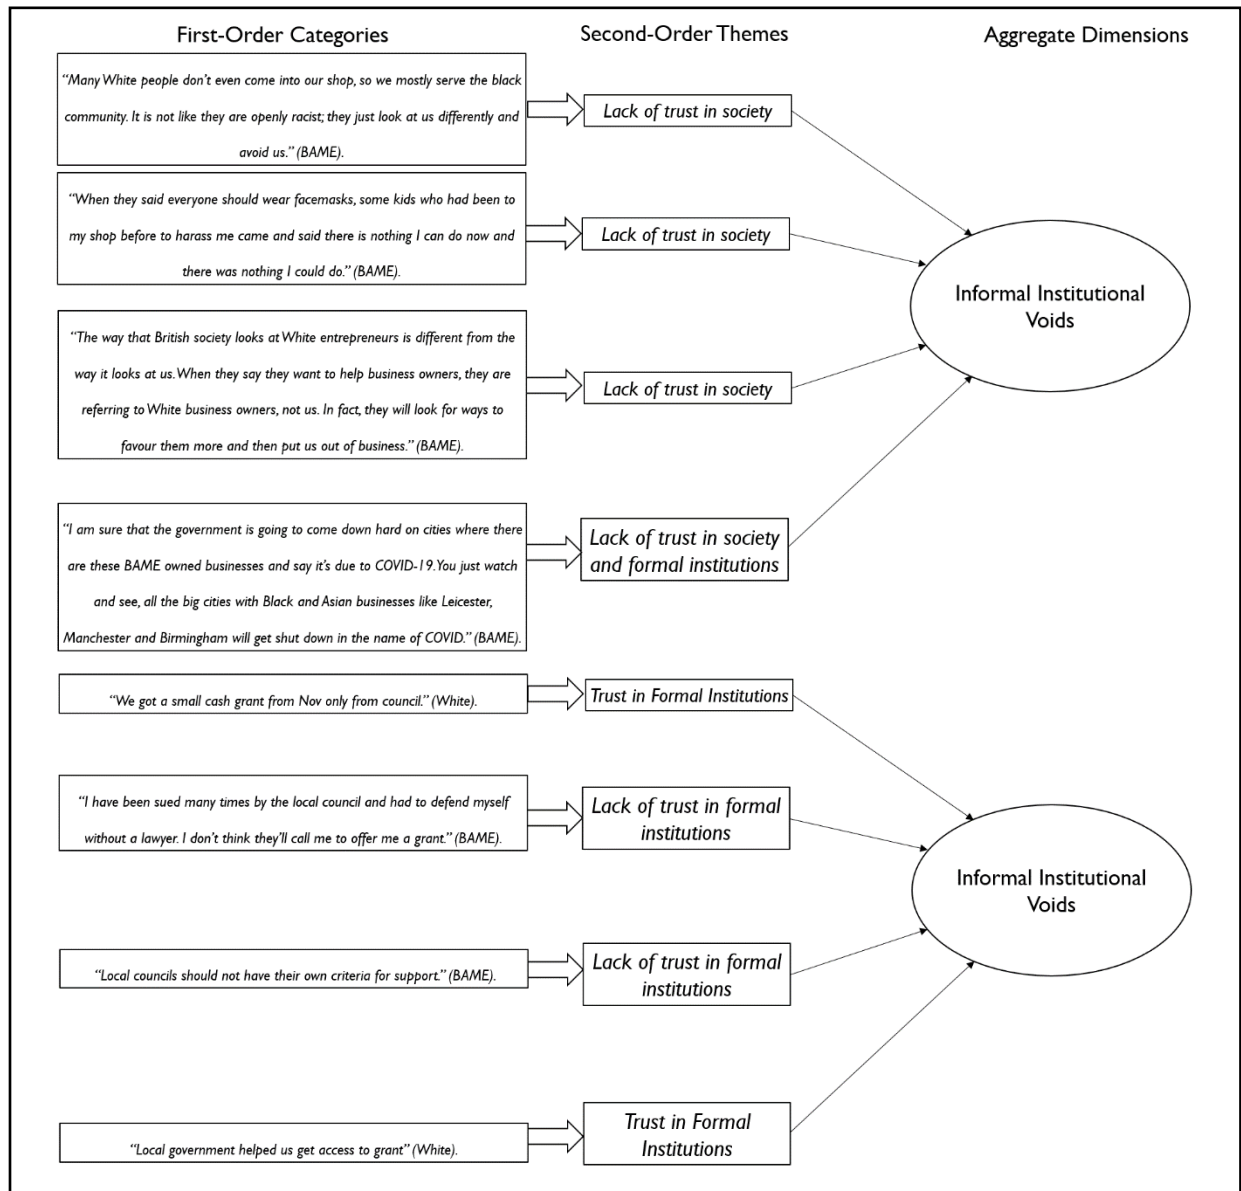 First-Order Categories
Second-Order Themes
Aggregate Dimensions
“Many White people don’t even come into our shop, so we mostly serve the black
community. It is not like they are openly racist; they just look at us differently and
avoid us.” (BAME).
Lack of trust in society
“When they said everyone should wear facemasks, some kids who had been to
my shop before to harass me came and said there is nothing I can do now and
there was nothing I could do.” (BAME).
Lack of trust in society
Informal Institutional
Voids
“The way that British society looks at White entrepreneurs is different from the
way it looks at us. When they say they want to help business owners, they are
referring to White business owners, not us. In fact, they will look for ways to
favour them more and then put us out of business.” (BAME).
Lack of trust in society
“I am sure that the government is going to come down hard on cities where there
are these BAME owned businesses and say it’s due to COVID-19. You just watch
and see, all the big cities with Black and Asian businesses like Leicester,
Manchester and Birmingham will get shut down in the name of COVID.” (BAME).
Lack of trust in society
and formal institutions
“We got a small cash grant from Nov only from council.” (White).
Trust in Formal Institutions
“I have been sued many times by the local council and had to defend myself
without a lawyer. I don’t think they’ll call me to offer me a grant.” (BAME).
Lack of trust in formal
institutions
Informal Institutional
Voids
“Local councils should not have their own criteria for support.” (BAME).
Lack of trust in formal
institutions
“Local government helped us get access to grant” (White).
Trust in Formal
Institutions